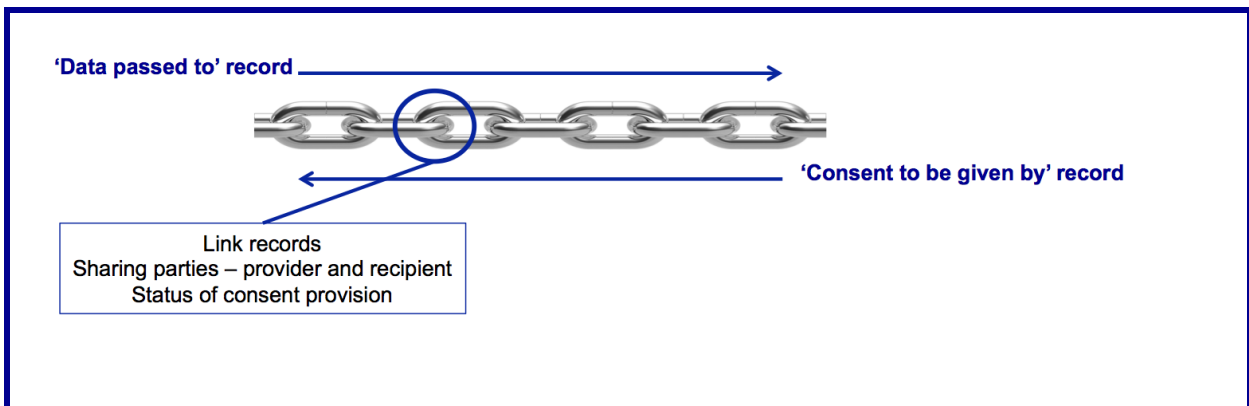 ‘Data passed to’ record
‘Consent to be given by’ record
Link records
Sharing parties – provider and recipient
Status of consent provision